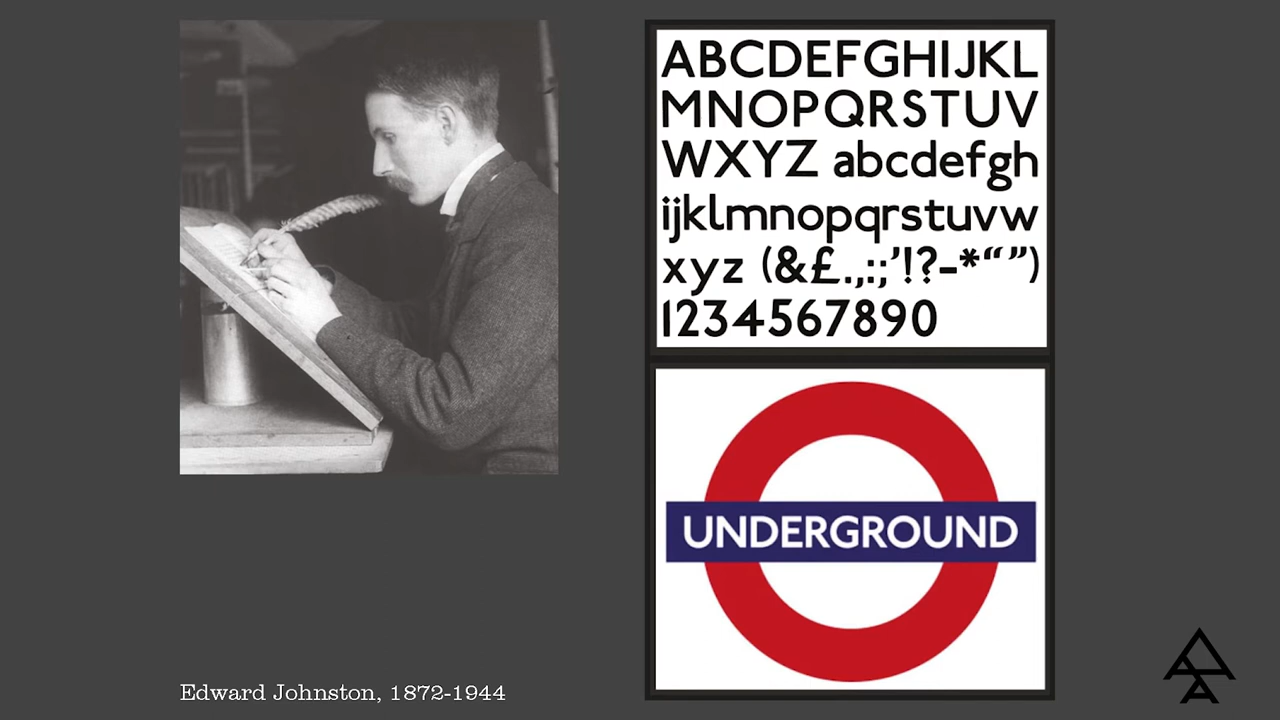 ABCDEFGHIJKL
MNOPQRSTUV
WXYZ abcdefgh
ijklmnopqrstuvw
xyz (&£.,:;’!?-*“”)
1234567890
UNDERGROUND
Edward Johnston, 1872-1944